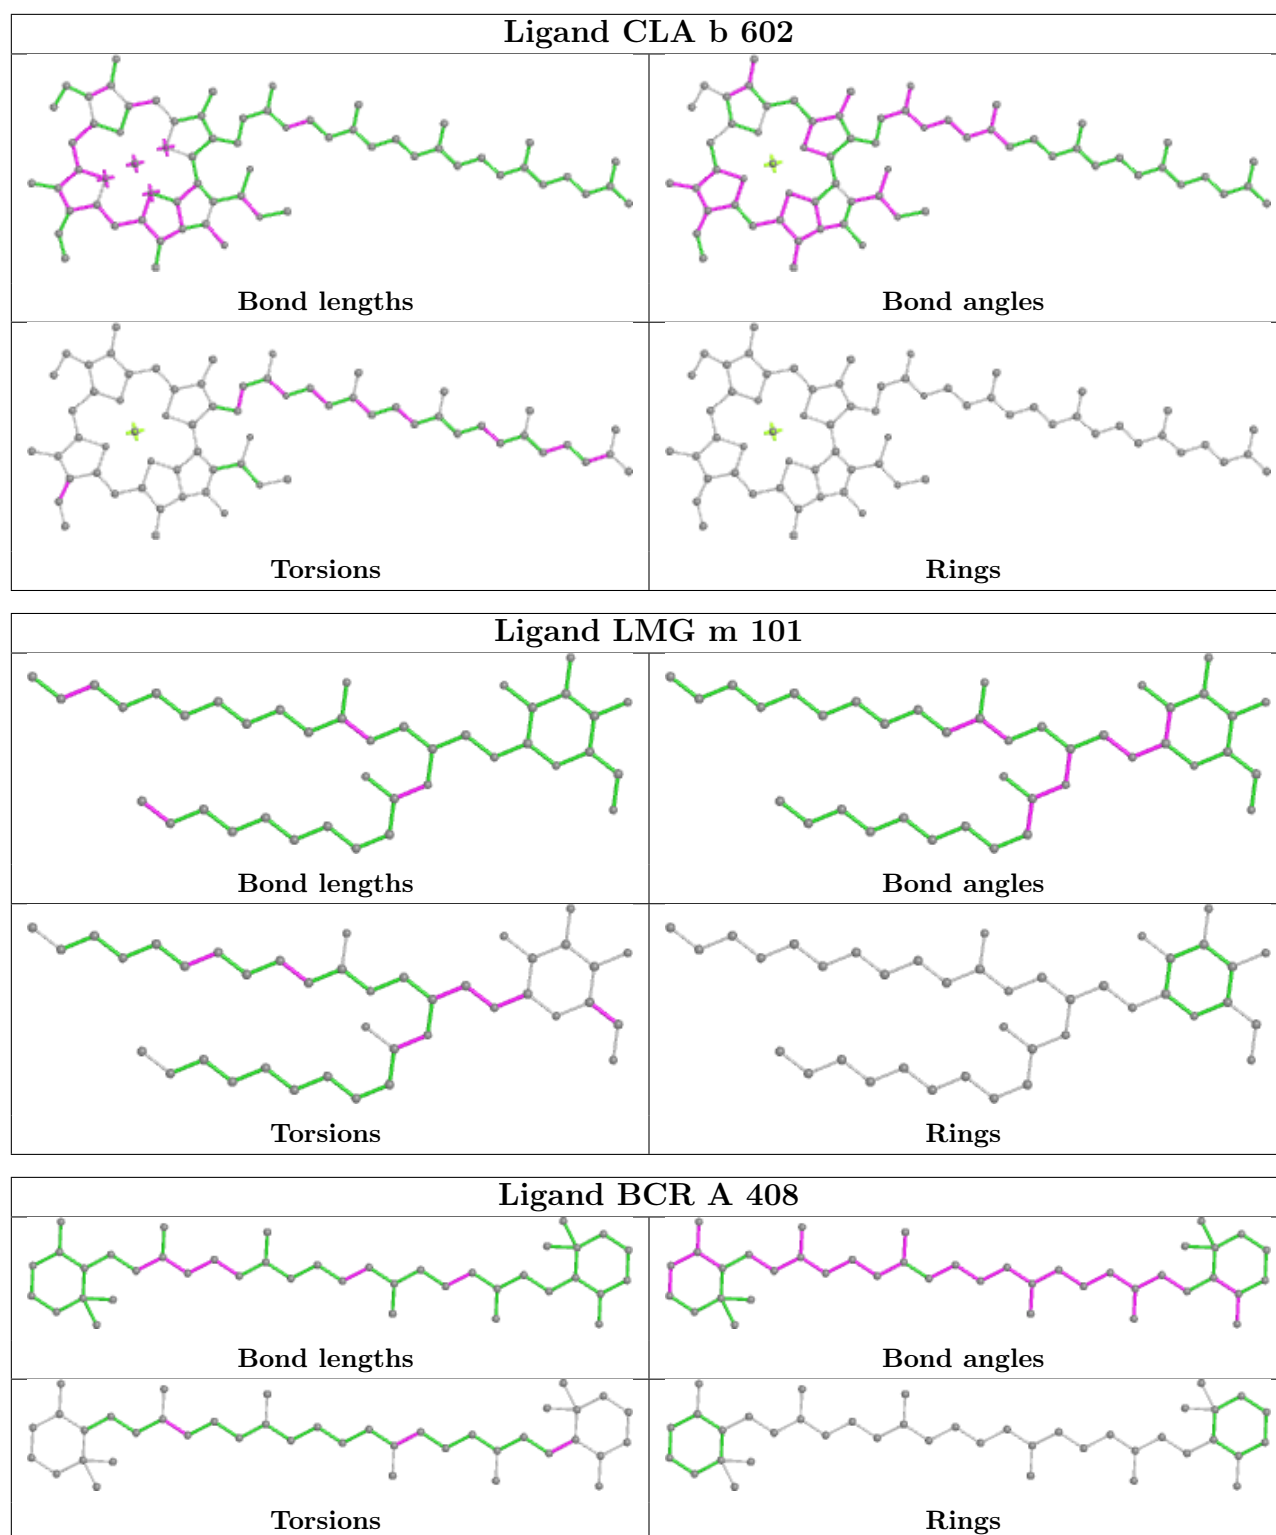 Ligand CLA b 602
Bond lengths
Bond angles
Torsions
Rings
Ligand LMG m 101
Bond lengths
Bond angles
Torsions
Rings
Ligand BCR A 408
Bond lengths
Bond angles
Torsions
Rings